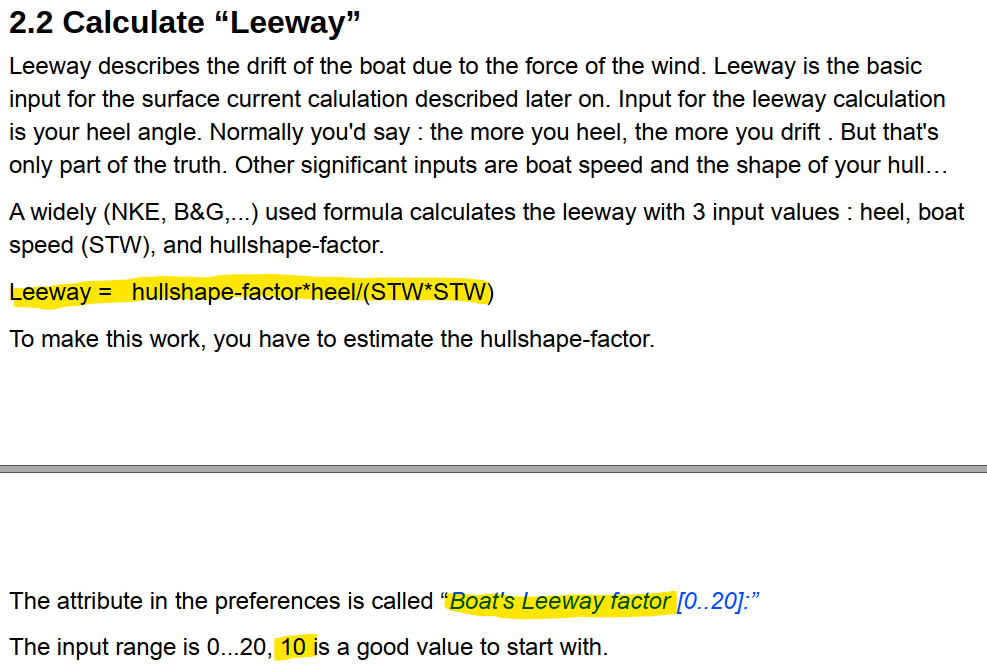 2.2 Calculate “Leeway”
Leeway describes the drift of the boat due to the force of the wind. Leeway is the basic
input for the surface current calulation described later on. Input for the leeway calculation
is your heel angle. Normally you'd say : the more you heel, the more you drift . But that's
only part of the truth. Other significant inputs are boat speed and the shape of your hull…
A widely (NKE, B&G,...) used formula calculates the leeway with 3 input values : heel, boat
speed (STW), and hullshape-factor.
Leeway =   hullshape-factor*heel/(STW*STW)
To make this work, you have to estimate the hullshape-factor.
The attribute in the preferences is called “Boat's Leeway factor [0..20]:”
The input range is 0...20, 10 is a good value to start with.